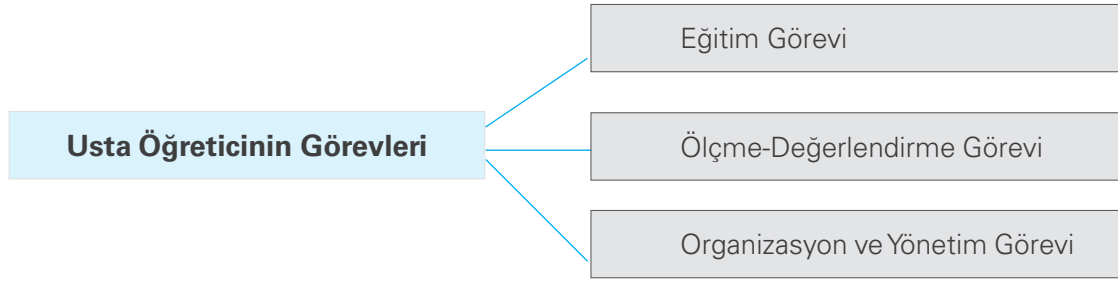 Eğitim Görevi
Usta Öğreticinin Görevleri
Ölçme-Değerlendirme Görevi
Organizasyon ve Yönetim Görevi